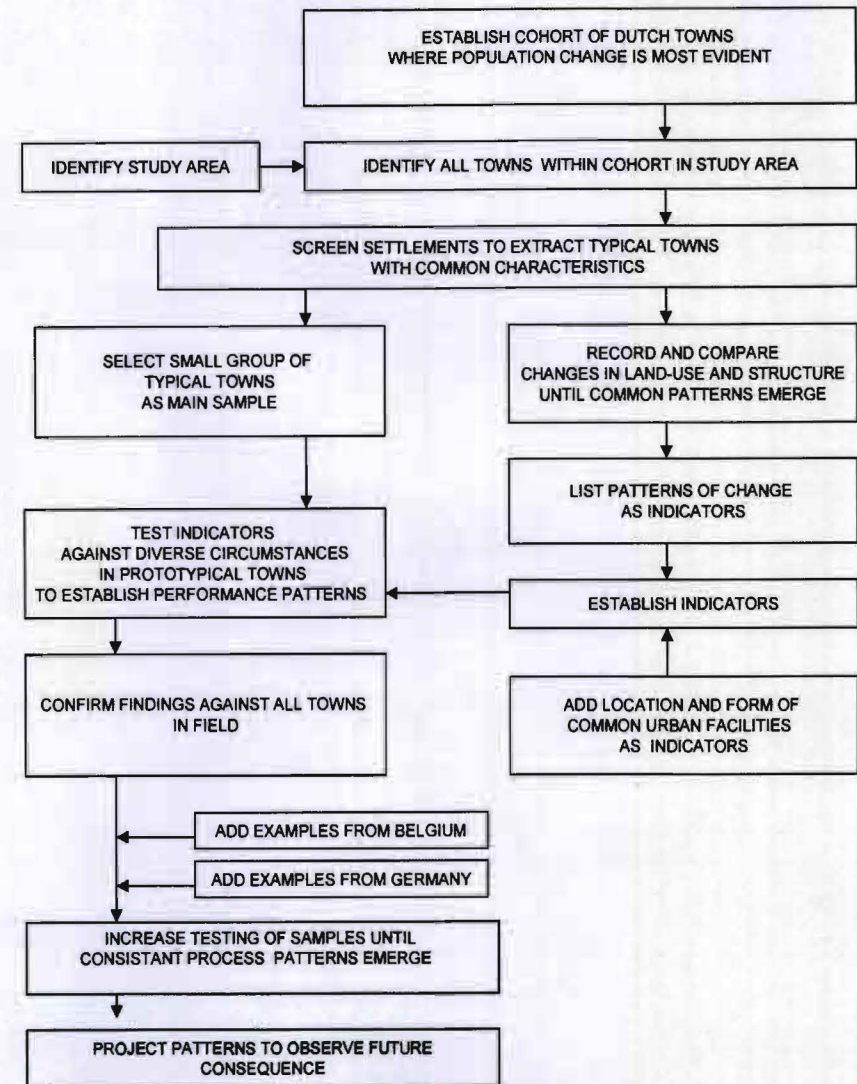 ESTABLISH COHORT OF DUTCH TOWNS
WHERE POPULATION CHANGE IS MOST EVIDENT
IDENTIFY STUDY AREA
IDENTIFY ALL TOWNS WITHIN COHORT IN STUDY AREA
SCREEN SETTLEMENTS TO EXTRACT TYPICAL TOWNS
WITH COMMON CHARACTERISTICS
SELECT SMALL GROUP OF
TYPICAL TOWNS
AS MAIN SAMPLE
RECORD AND COMPARE
CHANGES IN LAND-USE AND STRUCTURE
UNTIL COMMON PATTERNS EMERGE
LIST PATTERNS OF CHANGE
AS INDICATORS
TEST INDICATORS
AGAINST DIVERSE CIRCUMSTANCES
IN PROTOTYPICAL TOWNS
TO ESTABLISH PERFORMANCE PATTERNS
ESTABLISH INDICATORS
CONFIRM FINDINGS AGAINST ALL TOWNS
IN FIELD
ADD LOCATION AND FORM OF
COMMON URBAN FACILITIES
AS INDICATORS
ADD EXAMPLES FROM BELGIUM
ADD EXAMPLES FROM GERMANY
INCREASE TESTING OF SAMPLES UNTIL
CONSISTANT PROCESS PATTERNS EMERGE
PROJECT PATTERNS TO OBSERVE FUTURE
CONSEQUENCE